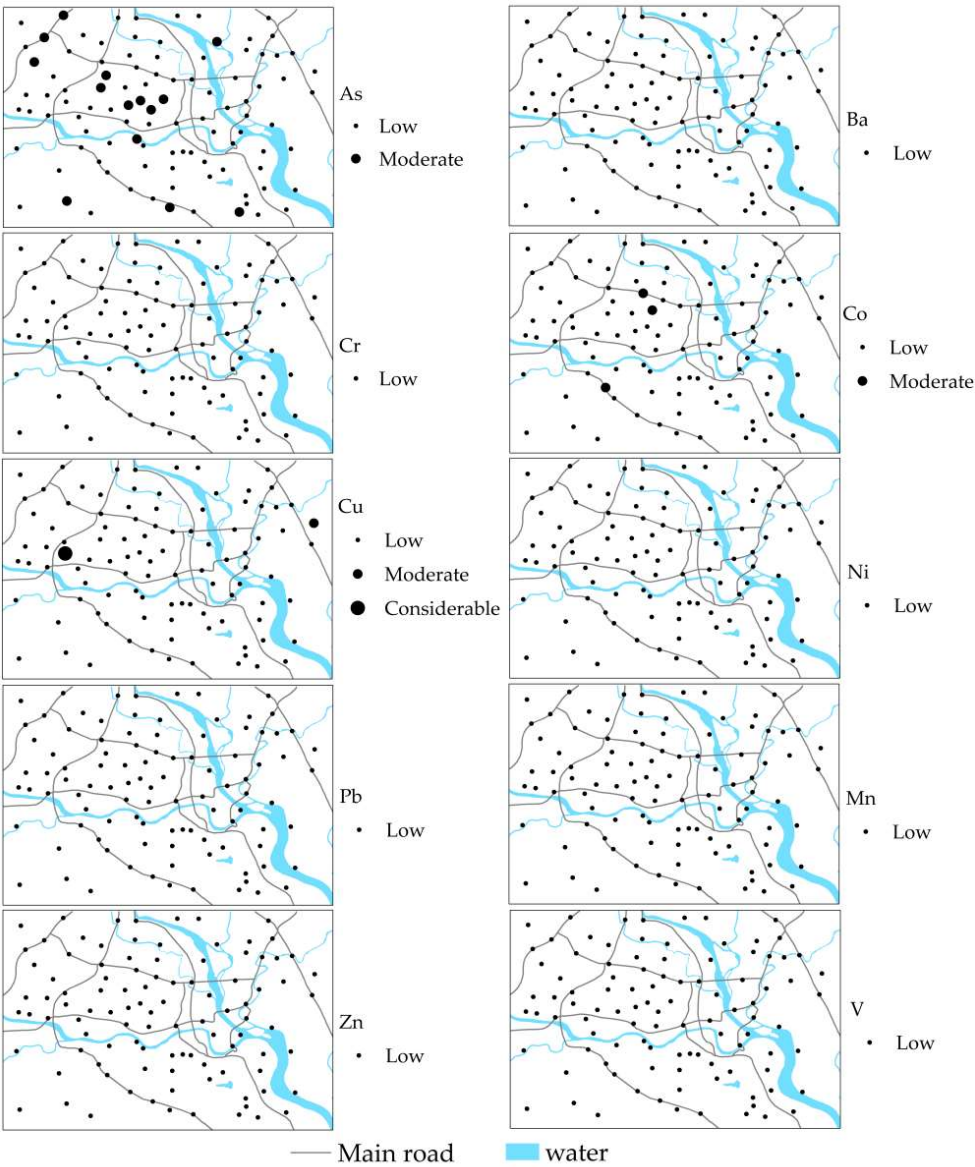 As
Low
Moderate
Ba
Low
Cr
Low
Co
Low
Moderate
Cu
Low
Moderate
Considerable
Ni
Low
Pb
Low
Mn
Low
Zn
Low
V
Low
Main road
water